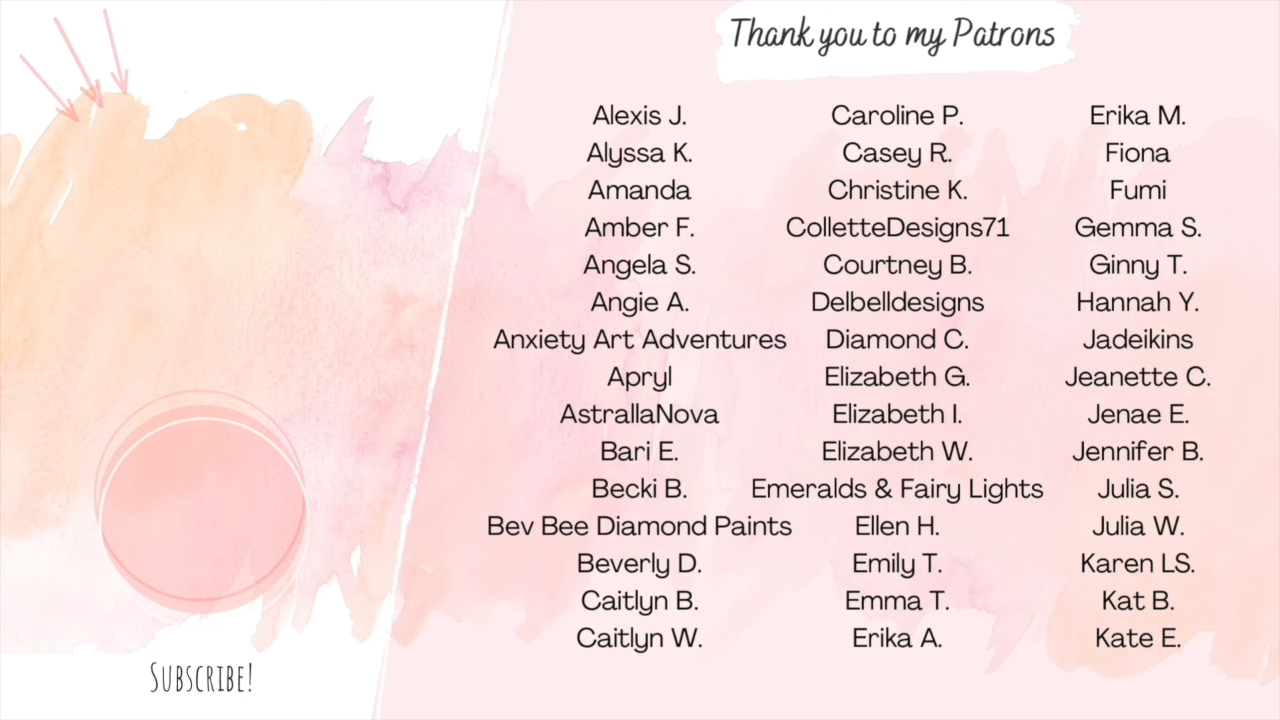 Thank you to my Patrons
Alexis J.
Alyssa K.
Amanda
Amber F.
Angela S.
Angie A.
Anxiety Art Adventures
Apryl
AstrallaNova
Bari E.
Becki B.
Bev Bee Diamond Paints
Beverly D.
Caitlyn B.
Caitlyn W.
Caroline P.
Casey R.
Christine K.
ColletteDesigns71
Courtney B.
Delbelldesigns
Diamond C.
Elizabeth G.
Elizabeth I.
Elizabeth W.
Emeralds & Fairy Lights
Ellen H.
Emily T.
Emma T.
Erika A.
Erika M.
Fiona
Fumi
Gemma S.
Ginny T.
Hannah Y.
Jadeikins
Jeanette C.
Jenae E.
Jennifer B.
Julia S.
Julia W.
Karen LS.
Kat B.
Kate E.
Subscribe!